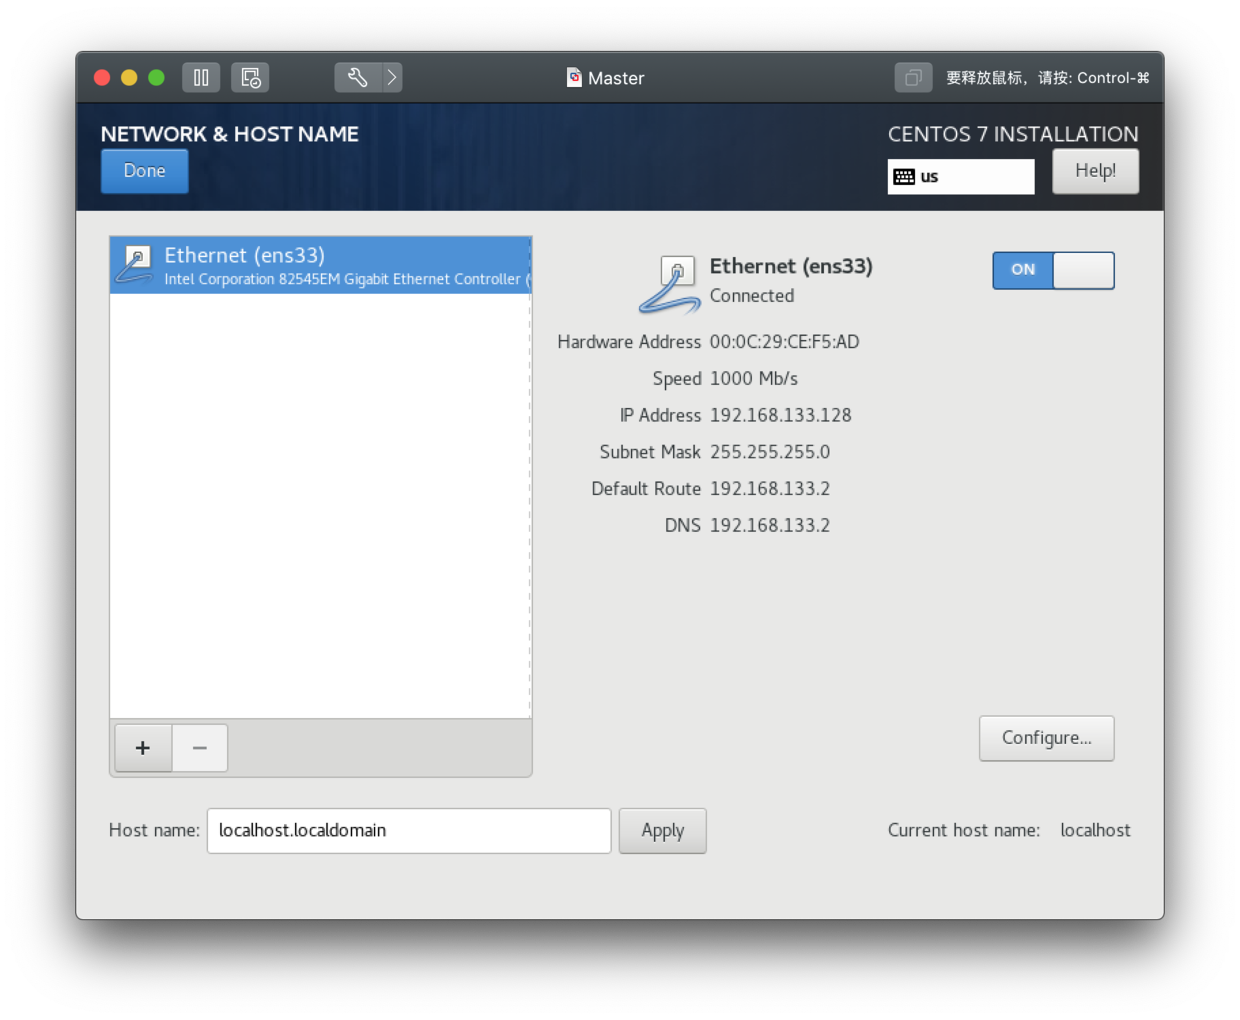 Master
要释放鼠标，请按: Control-⌘
NETWORK & HOST NAME
CENTOS 7 INSTALLATION
Done
us
Help!
Ethernet (ens33)
Intel Corporation 82545EM Gigabit Ethernet Controller (
Ethernet (ens33)
Connected
ON
Hardware Address 00:0C:29:CE:F5:AD
Speed 1000 Mb/s
IP Address 192.168.133.128
Subnet Mask 255.255.255.0
Default Route 192.168.133.2
DNS 192.168.133.2
+ −
Configure...
Host name: localhost.localdomain
Apply
Current host name: localhost